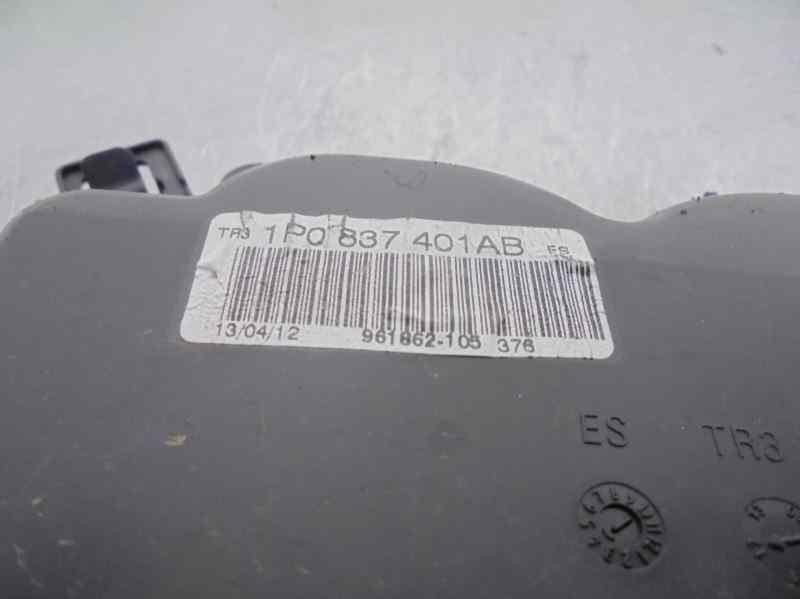 TR3 1P0 837 401AB ES
13/04/12 961862-105 376
ES TR3